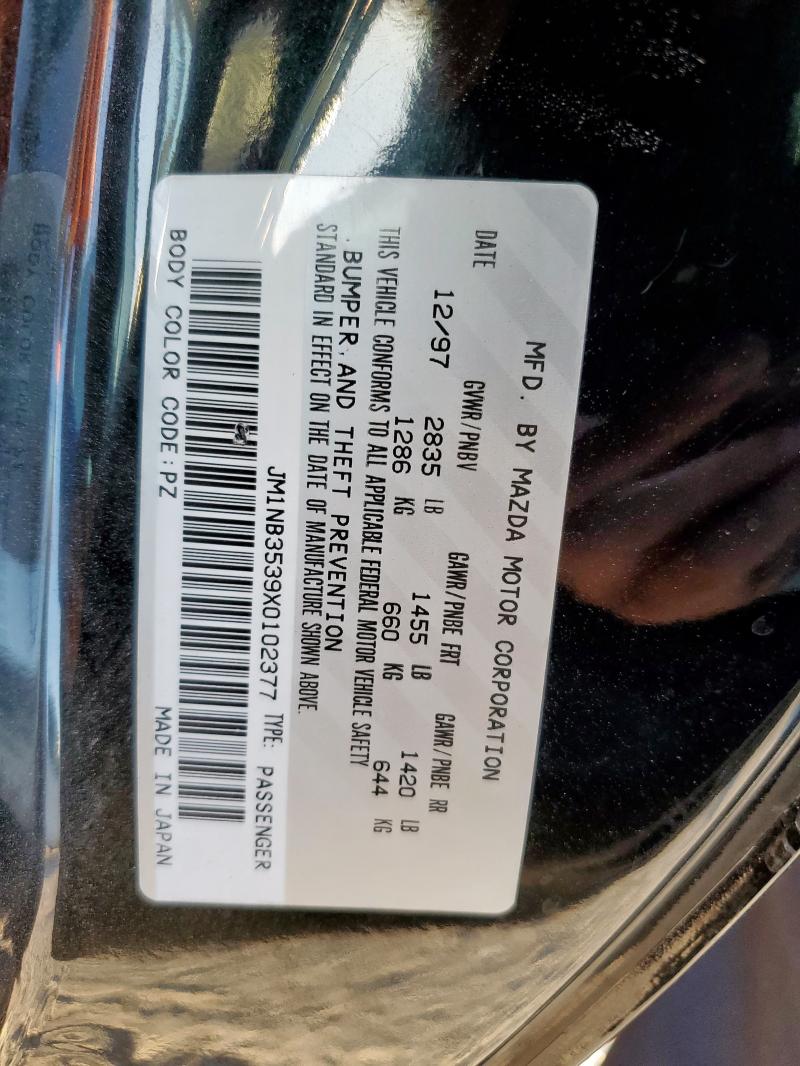 MFD. BY MAZDA MOTOR CORPORATION
DATE GVWR/PNBV GAWR/PNBE FRT GAWR/PNBE RR
12/97 2835 LB 1455 LB 1420 LB
1286 KG 660 KG 644 KG
THIS VEHICLE CONFORMS TO ALL APPLICABLE FEDERAL MOTOR VEHICLE SAFETY
, BUMPER, AND THEFT PREVENTION
STANDARD IN EFFECT ON THE DATE OF MANUFACTURE SHOWN ABOVE.
JM1NB3539X0102377 TYPE: PASSENGER
BODY COLOR CODE:PZ MADE IN JAPAN